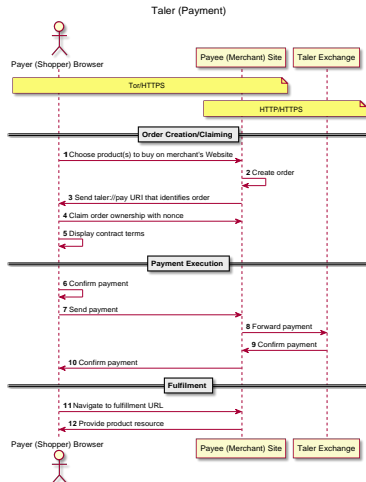 Taler (Payment)
Payer (Shopper) Browser
Payee (Merchant) Site
Taler Exchange
Tor/HTTPS
HTTP/HTTPS
Order Creation/Claiming
1 Choose product(s) to buy on merchant's Website
2 Create order
3 Send taler://pay URI that identifies order
4 Claim order ownership with nonce
5 Display contract terms
Payment Execution
6 Confirm payment
7 Send payment
8 Forward payment
9 Confirm payment
10 Confirm payment
Fulfilment
11 Navigate to fulfillment URL
12 Provide product resource
Payer (Shopper) Browser
Payee (Merchant) Site
Taler Exchange